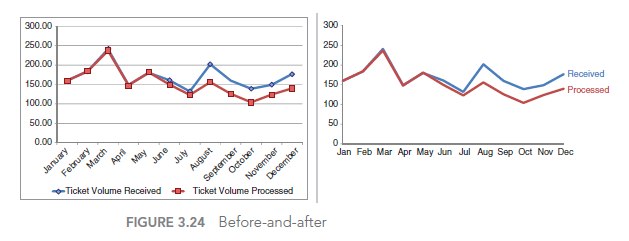 300.00
250.00
200.00
150.00
100.00
50.00
0.00
January
February
March
April
May
June
July
August
September
October
November
December
Ticket Volume Received
Ticket Volume Processed
300
250
200
150
100
50
0
Jan Feb Mar Apr May Jun Jul Aug Sep Oct Nov Dec
Received
Processed
FIGURE 3.24 Before-and-after